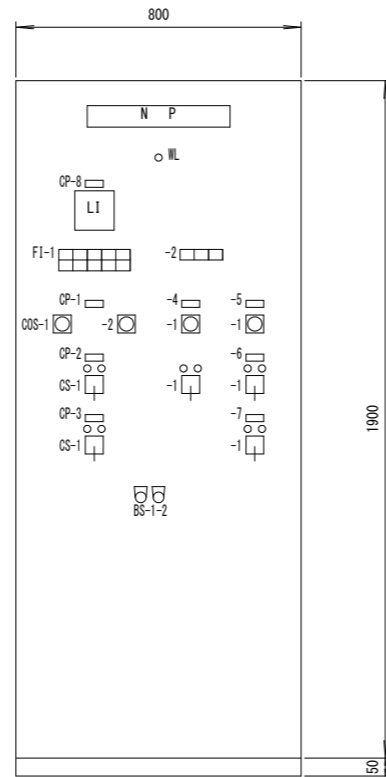 800
N P
WL
CP-8
LI
FI-1 -2
CP-1 -4 -5
COS-1 -2 -1 -1
CP-2 -6
CS-1 -1 -1
CP-3 -7
CS-1 -1
BS-1-2
1900
50